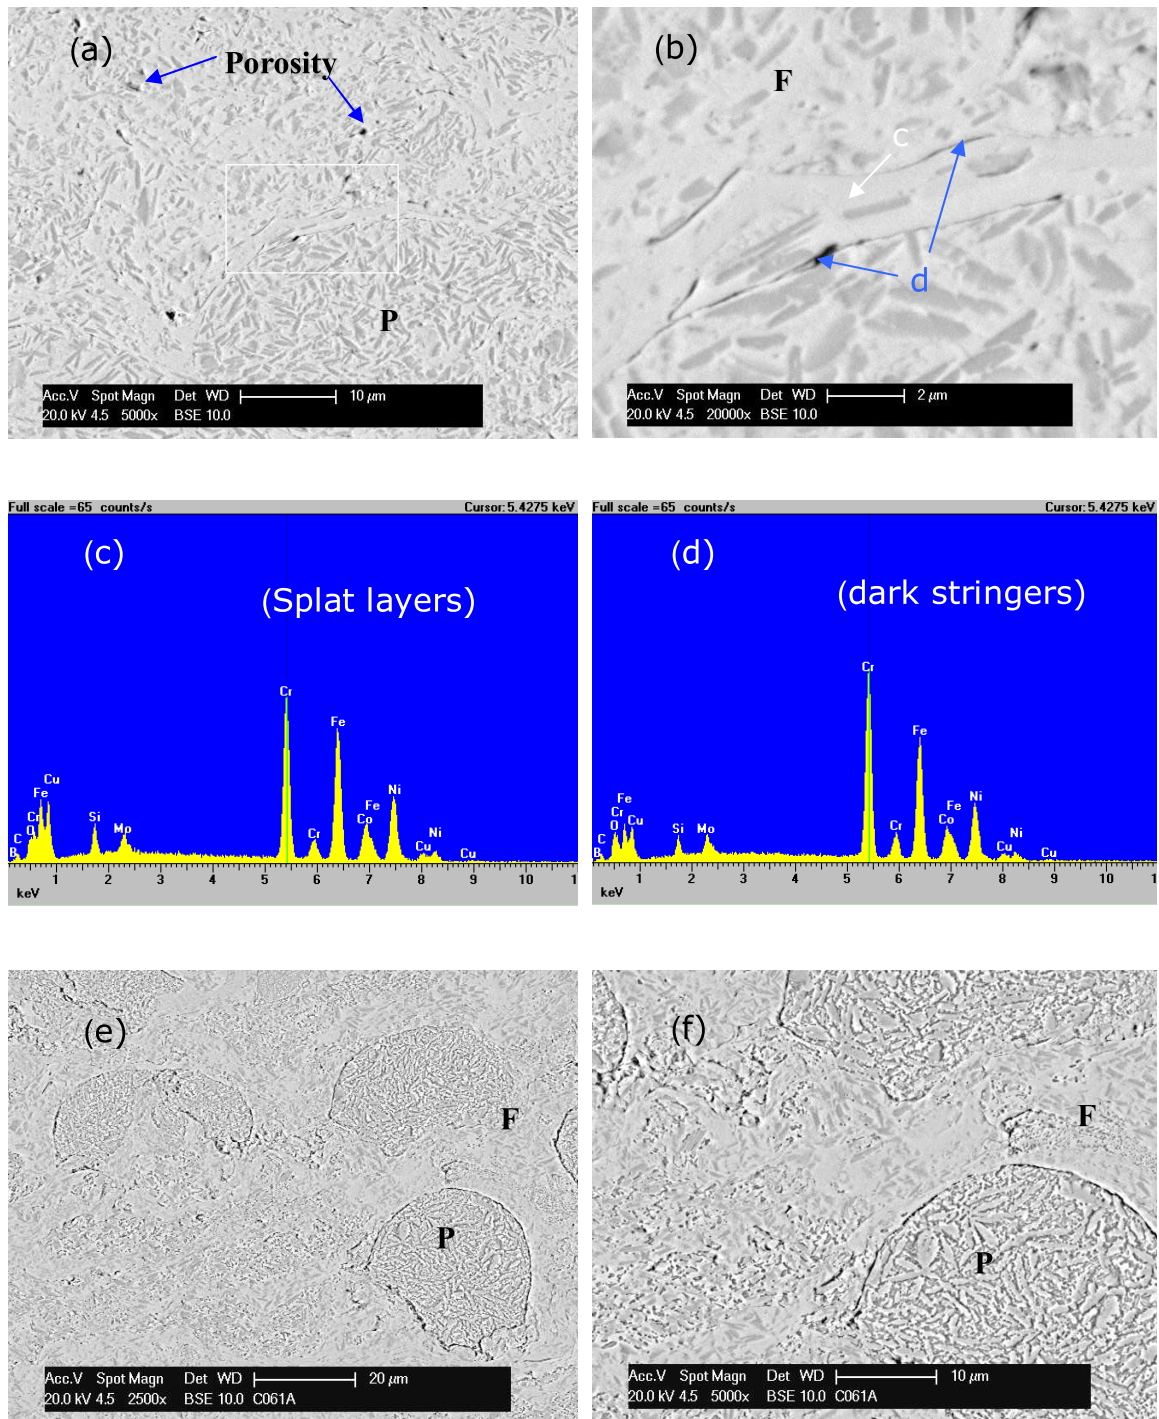 (a)
Porosity
P
Acc.V Spot Magn Det WD 10 µm
20.0 kV 4.5 5000x BSE 10.0
(b)
F
c
d
Acc.V Spot Magn Det WD 2 µm
20.0 kV 4.5 20000x BSE 10.0
Full scale =65 counts/s Cursor: 5.4275 keV
(c)
(Splat layers)
Cr
Fe
Cu
Fe
Ni
C Cr Si Mo Fe
O Co Ni
B Cr Cu Cu
1 2 3 4 5 6 7 8 9 10 11
keV
Full scale =65 counts/s Cursor: 5.4275 keV
(d)
(dark stringers)
Cr
Fe
Ni
Fe Fe
Cr Cu Co Ni
O Si Mo Cr
C Cu Cu
B
1 2 3 4 5 6 7 8 9 10 11
keV
(e)
F
P
Acc.V Spot Magn Det WD 20 µm
20.0 kV 4.5 2500x BSE 10.0 C061A
(f)
F
P
Acc.V Spot Magn Det WD 10 µm
20.0 kV 4.5 5000x BSE 10.0 C061A